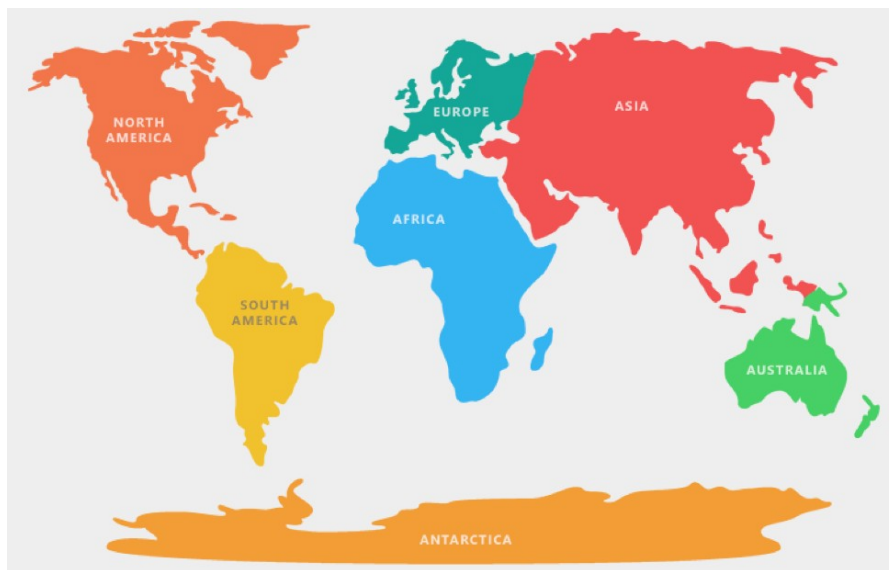 NORTH
AMERICA
EUROPE
ASIA
AFRICA
SOUTH
AMERICA
AUSTRALIA
ANTARCTICA